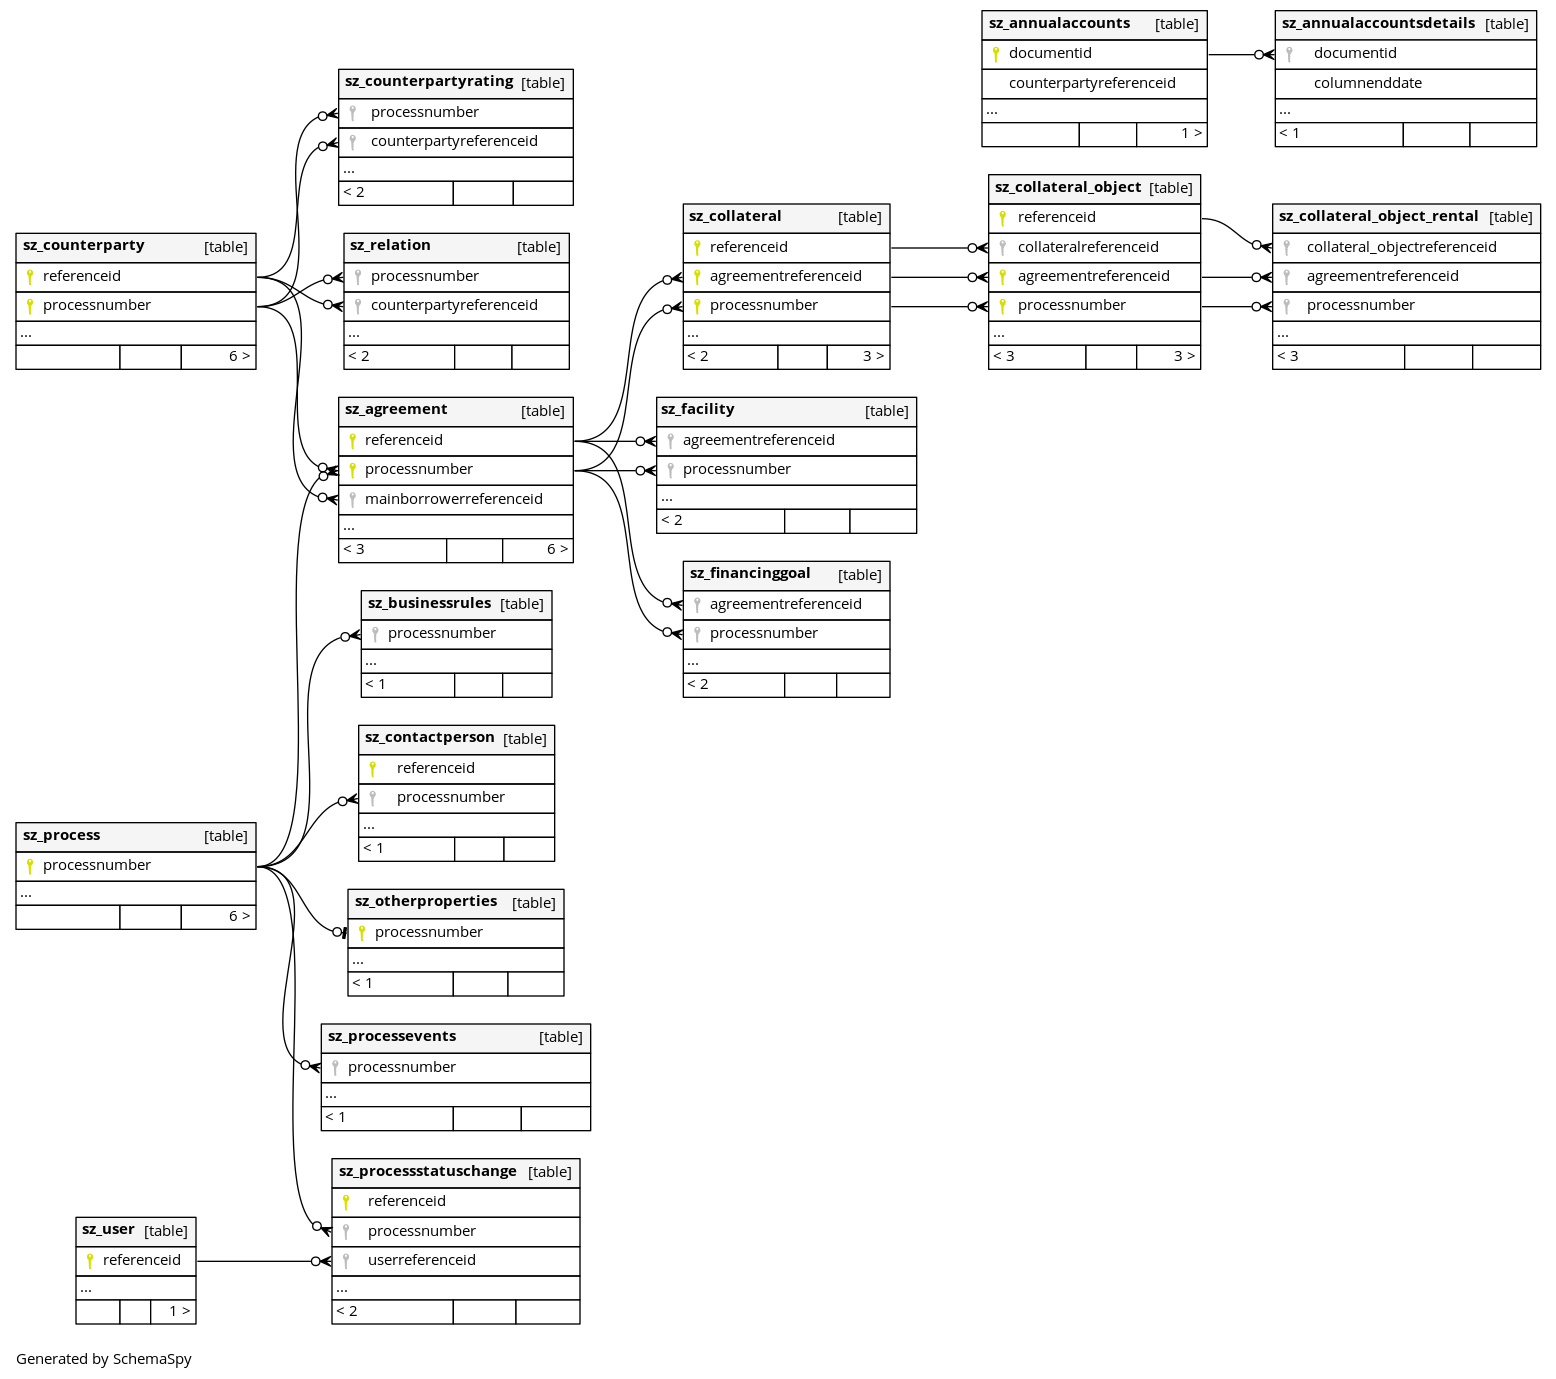 sz_annualaccounts [table]
documentid
counterpartyreferenceid
...
1 >
sz_annualaccountsdetails [table]
documentid
columnenddate
...
< 1
sz_counterpartyrating [table]
processnumber
counterpartyreferenceid
...
< 2
sz_counterparty [table]
referenceid
processnumber
...
6 >
sz_relation [table]
processnumber
counterpartyreferenceid
...
< 2
sz_collateral [table]
referenceid
agreementreferenceid
processnumber
...
< 2 3 >
sz_collateral_object [table]
referenceid
collateralreferenceid
agreementreferenceid
processnumber
...
< 3 3 >
sz_collateral_object_rental [table]
collateral_objectreferenceid
agreementreferenceid
processnumber
...
< 3
sz_agreement [table]
referenceid
processnumber
mainborrowerreferenceid
...
< 3 6 >
sz_facility [table]
agreementreferenceid
processnumber
...
< 2
sz_financinggoal [table]
agreementreferenceid
processnumber
...
< 2
sz_businessrules [table]
processnumber
...
< 1
sz_contactperson [table]
referenceid
processnumber
...
< 1
sz_process [table]
processnumber
...
6 >
sz_otherproperties [table]
processnumber
...
< 1
sz_processevents [table]
processnumber
...
< 1
sz_processstatuschange [table]
referenceid
processnumber
userreferenceid
...
< 2
sz_user [table]
referenceid
...
1 >
Generated by SchemaSpy